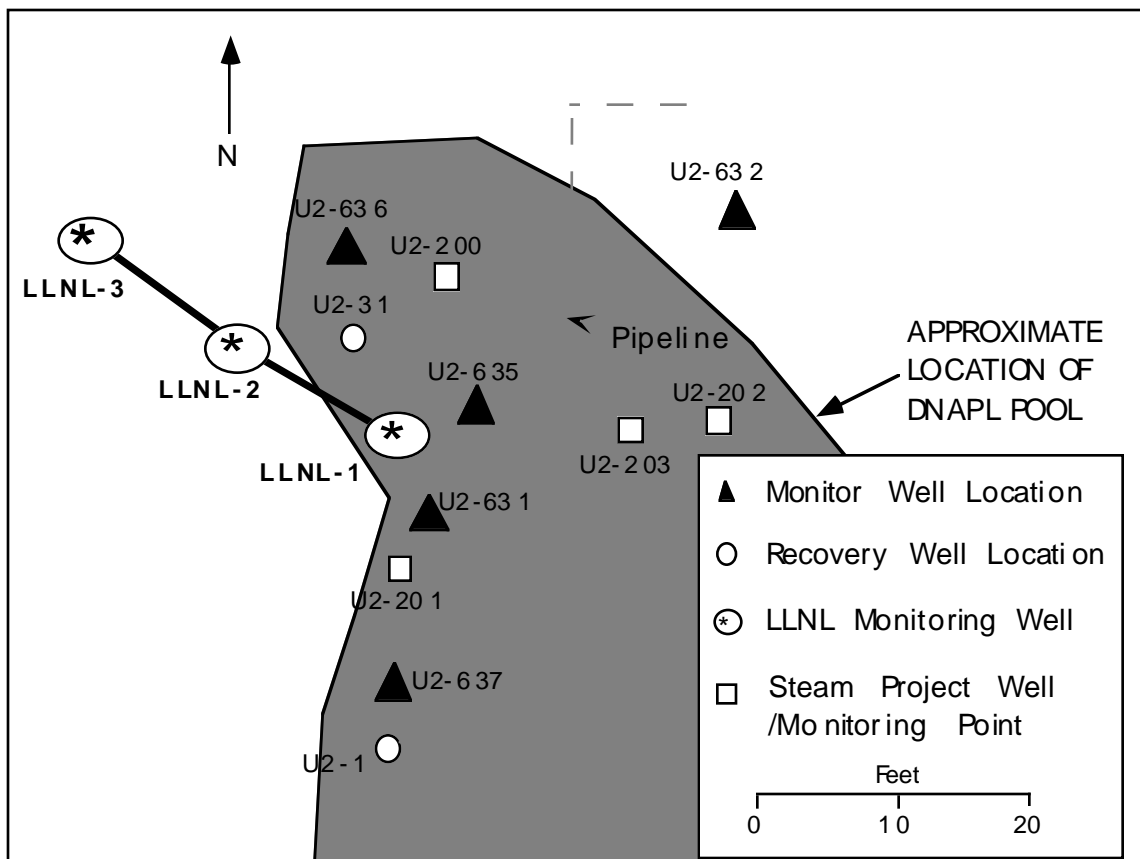 N
U2-632
U2-636
U2-200
LLNL-3
U2-31
Pipeline
APPROXIMATE
LOCATION OF
DNAPL POOL
LLNL-2
U2-635
U2-202
U2-203
LLNL-1
U2-631
U2-201
U2-637
U2-1
Monitor Well Location
Recovery Well Location
* LLNL Monitoring Well
Steam Project Well
/Monitoring Point
Feet
0 10 20